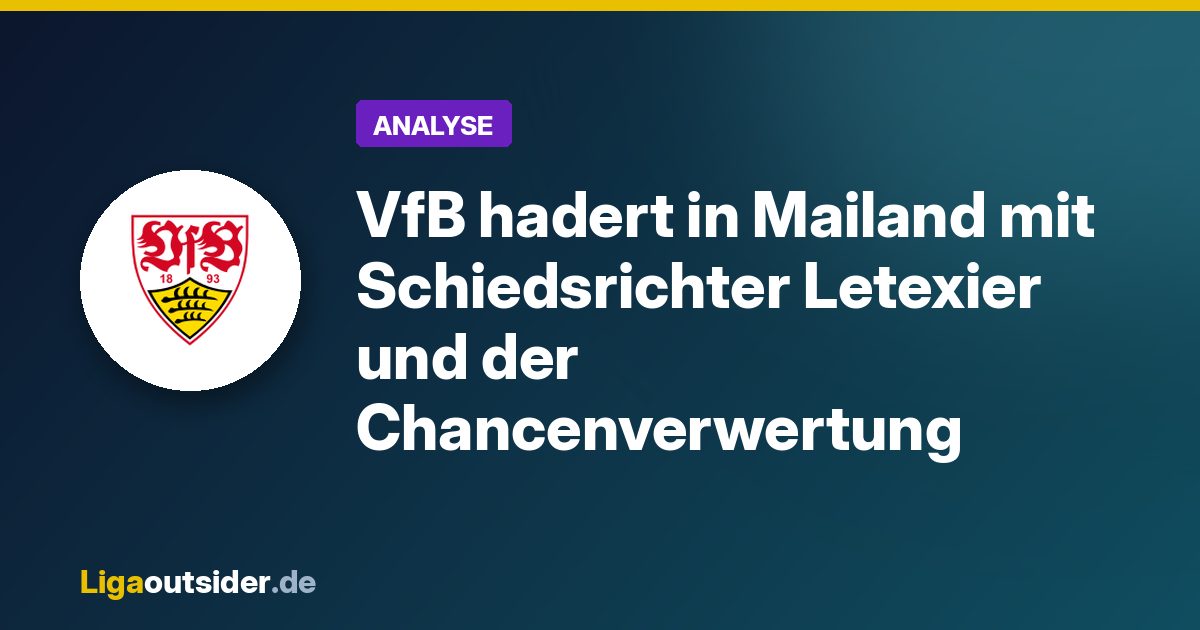 ANALYSE
VfB hadert in Mailand mit
Schiedsrichter Letexier
und der
Chancenverwertung
VfB
18 93
Ligaoutsider.de